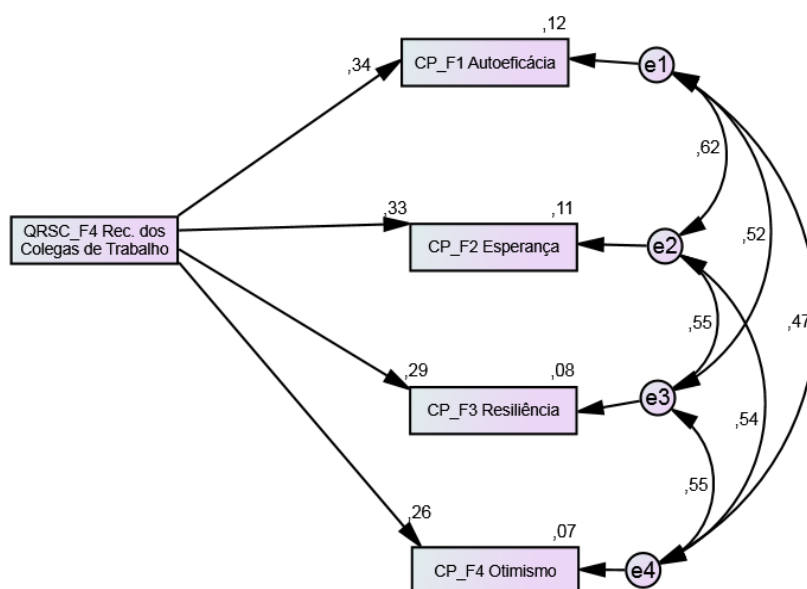 ,12
,34
CP_F1 Autoeficácia
e1
,62
,33
,11
QRSC_F4 Rec. dos
Colegas de Trabalho
CP_F2 Esperança
e2
,52
,55
,47
,29
,08
CP_F3 Resiliência
e3
,54
,55
,26
,07
CP_F4 Otimismo
e4